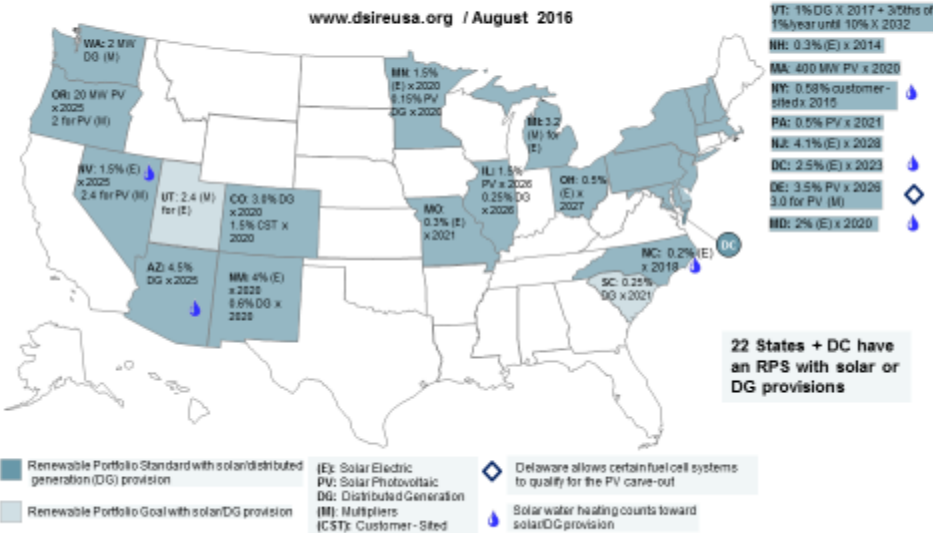 www.dsireusa.org / August 2016
WA: 2 MW
DG (M)
OR: 20 MW PV
x 2025
2 for PV (M)
NV: 1.5% (E)
x 2025
2.4 for PV (M)
UT: 2.4 (M)
for (E)
CO: 3.0% DG
x 2020
1.5% CST x
2020
AZ: 4.5%
DG x 2025
NM: 4% (E)
x 2020
0.6% DG x
2020
MN: 1.5%
(E) x 2020
0.15% PV
DG x 2020
MO:
0.3% (E)
x 2021
IL: 1.5%
PV x 2026
0.25% DG
x 2026
MI: 3.2
(M) for
(E)
OH: 0.5%
(E) x
2027
NC: 0.2% (E)
x 2018
SC: 0.25%
DG x 2021
DC
VT: 1% DG X 2017 + 3/5ths of
1%/year until 10% X 2032
NH: 0.3% (E) x 2014
MA: 400 MW PV x 2020
NY: 0.58% customer-
sited x 2015
PA: 0.5% PV x 2021
NJ: 4.1% (E) x 2028
DC: 2.5% (E) x 2023
DE: 3.5% PV x 2026
3.0 for PV (M)
MD: 2% (E) x 2020
22 States + DC have
an RPS with solar or
DG provisions
Renewable Portfolio Standard with solar/distributed
generation (DG) provision
Renewable Portfolio Goal with solar/DG provision
(E): Solar Electric
PV: Solar Photovoltaic
DG: Distributed Generation
(M): Multipliers
(CST): Customer-Sited
Delaware allows certain fuel cell systems
to qualify for the PV carve-out
Solar water heating counts toward
solar/DG provision